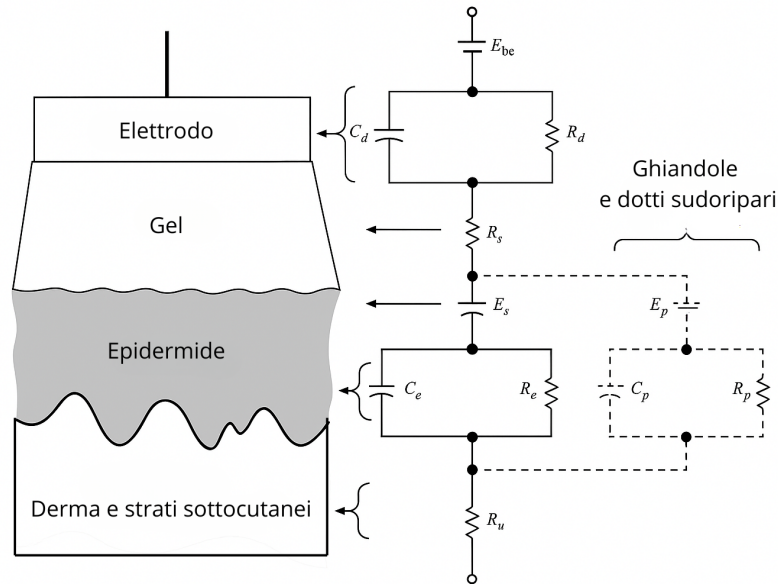 E_be
Elettrodo
C_d
R_d
Ghiandole
e dotti sudoripari
Gel
R_s
E_s
E_p
Epidermide
C_e
R_e
C_p
R_p
Derma e strati sottocutanei
R_u